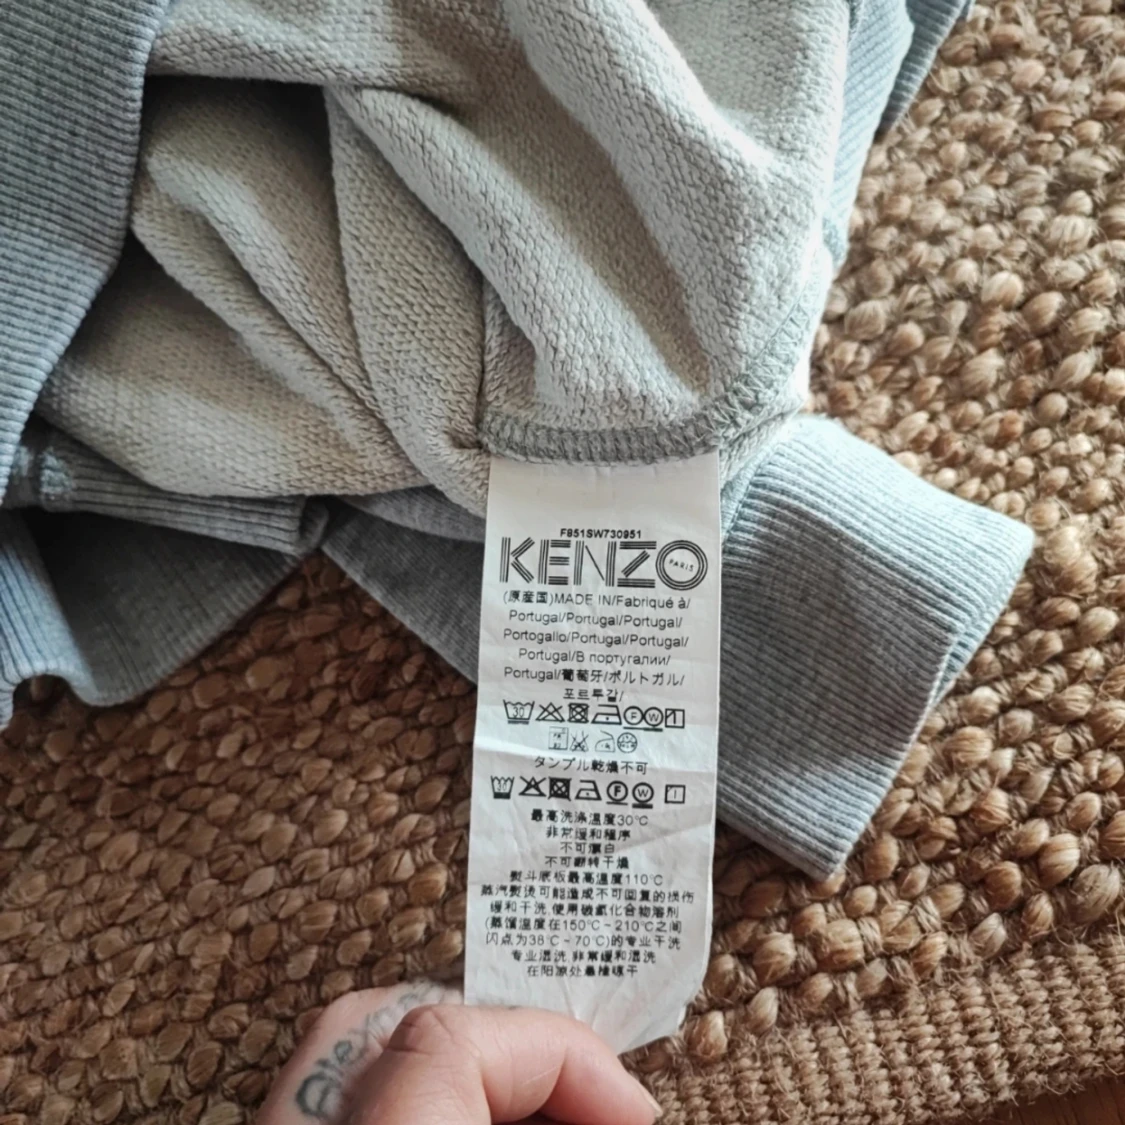 F851SW730951
KENZO
PARIS
(原産国)MADE IN/Fabriqué à/
Portugal/Portugal/Portugal/
Portogallo/Portugal/Portugal/
Portugal/В португалии/
Portugal/葡萄牙/ポルトガル/
포르투갈/
30
F W
タンブル乾燥不可
30
F W
最高洗涤温度30°C
非常缓和程序
不可漂白
不可翻转干燥
熨斗底板最高温度110°C
蒸汽熨烫可能造成不可回复的损伤
缓和干洗,使用碳氢化合物溶剂
(蒸馏温度在150°C~210°C之间
闪点为38°C~70°C)的专业干洗
专业湿洗,非常缓和湿洗
在阳凉处悬挂晾干